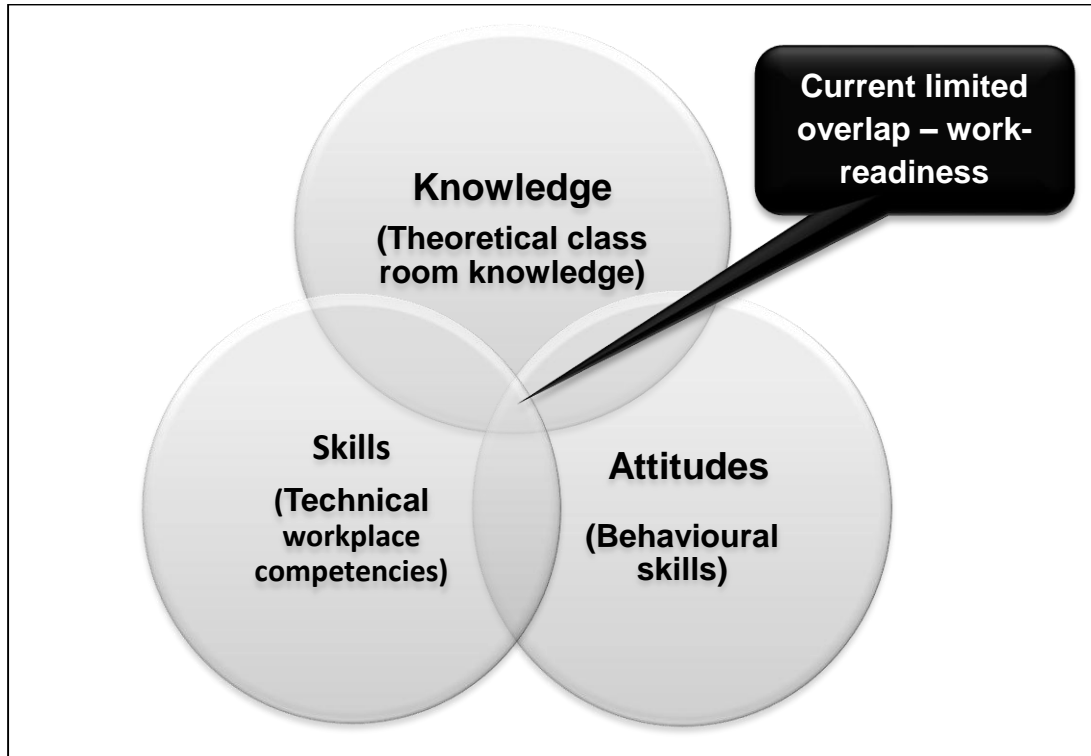 Current limited
overlap – work-
readiness
Knowledge
(Theoretical class
room knowledge)
Skills
(Technical
workplace
competencies)
Attitudes
(Behavioural
skills)